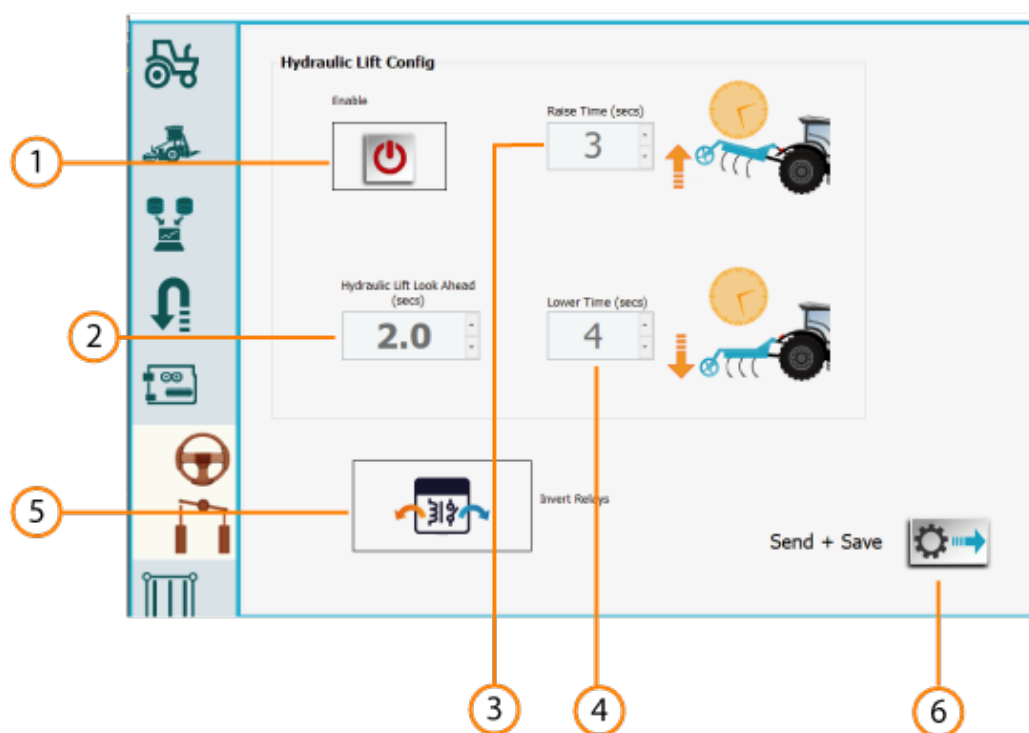 Hydraulic Lift Config
Enable
Raise Time (secs)
1
3
Hydraulic Lift Look Ahead
(secs)
Lower Time (secs)
2
2.0
4
5
Invert Relays
Send + Save
3
4
6